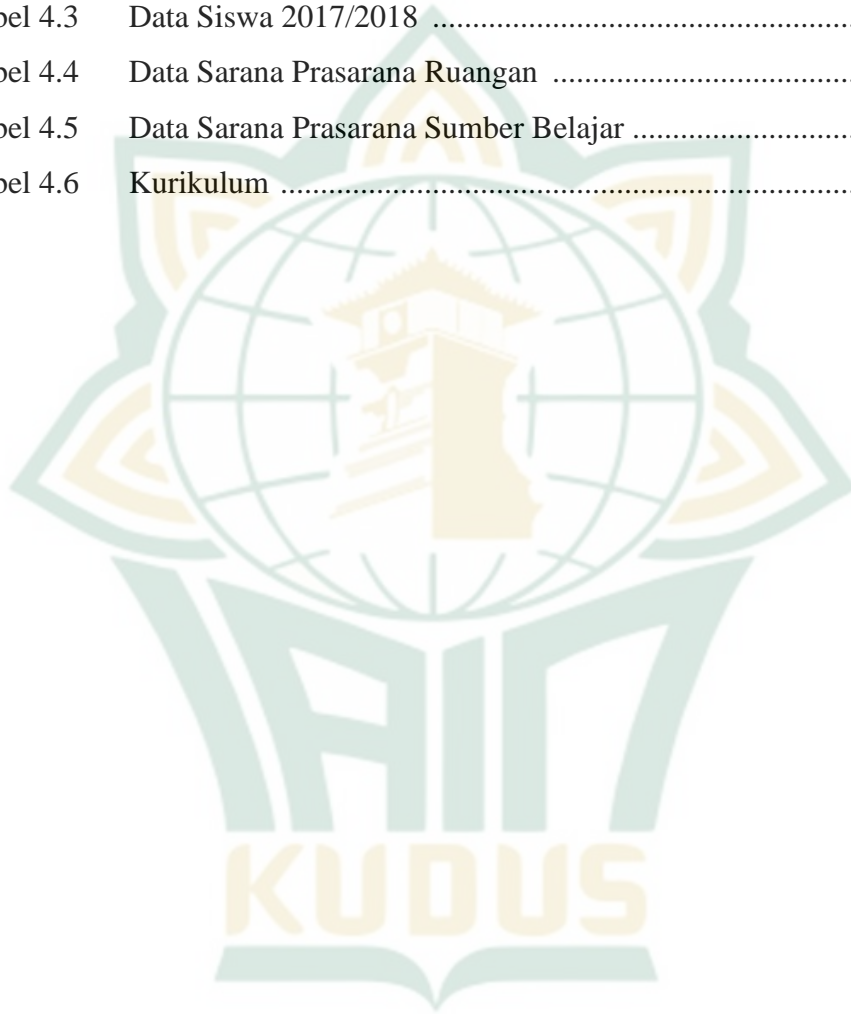 bel 4.3 Data Siswa 2017/2018 ....................................................
bel 4.4 Data Sarana Prasarana Ruangan .....................................
bel 4.5 Data Sarana Prasarana Sumber Belajar ...........................
bel 4.6 Kurikulum .......................................................................
IAIN
KUDUS